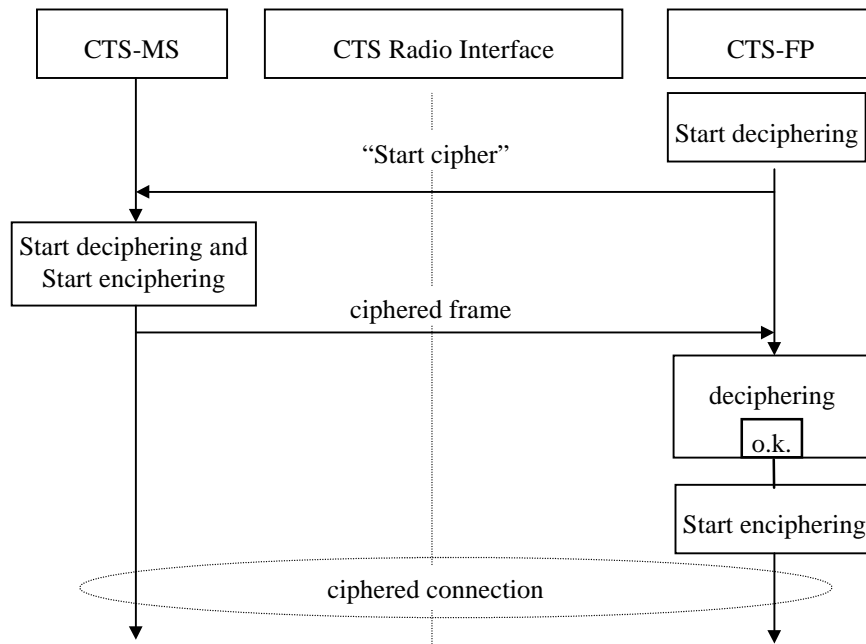 CTS-MS
CTS Radio Interface
CTS-FP
Start deciphering
“Start cipher”
Start deciphering and
Start enciphering
ciphered frame
deciphering
o.k.
Start enciphering
ciphered connection